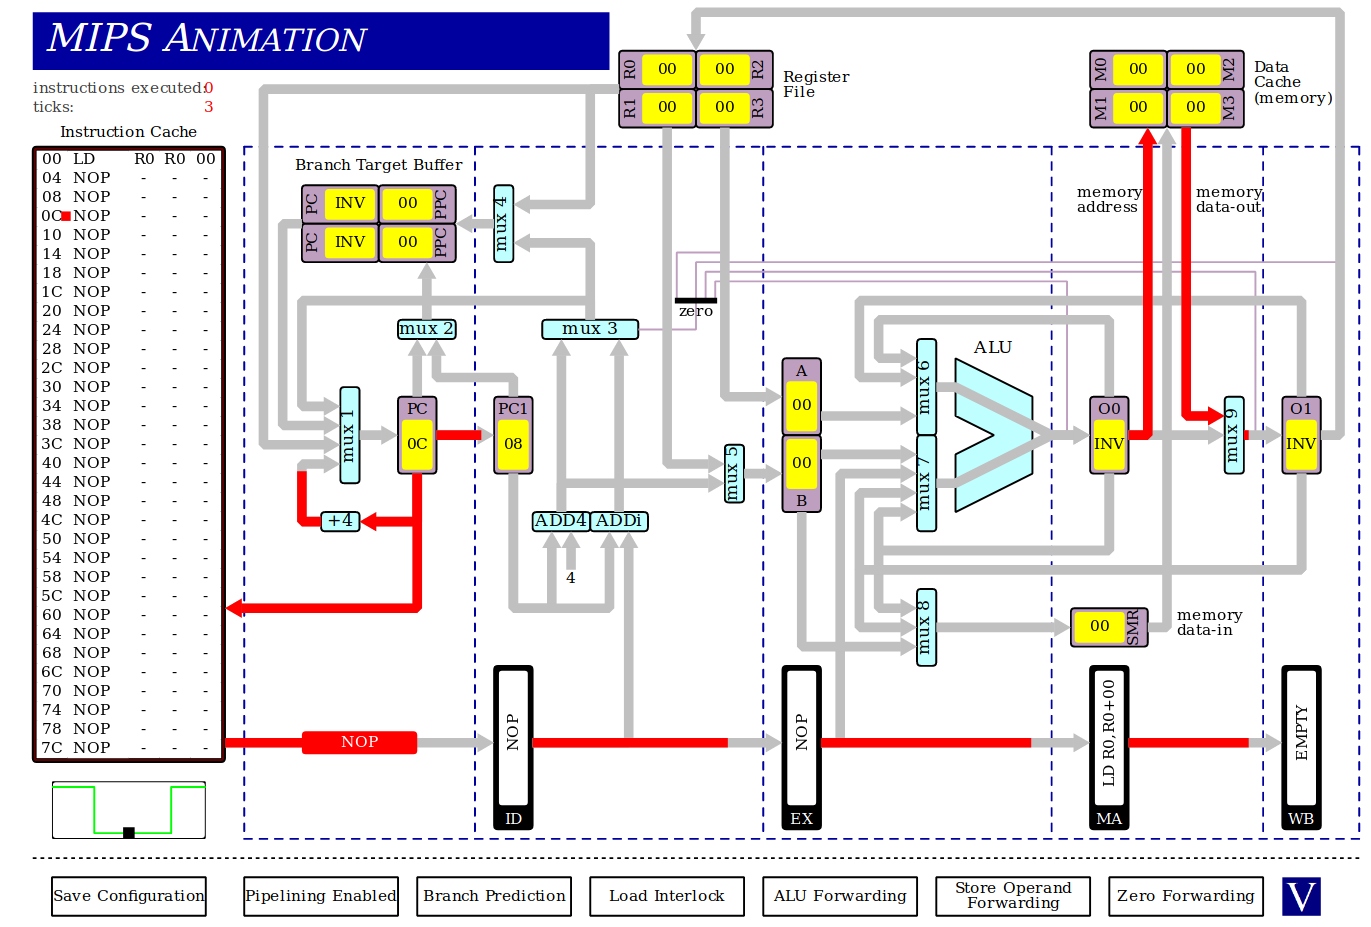 MIPS ANIMATION
instructions executed:0
ticks: 3
Instruction Cache
00 LD R0 R0 00
04 NOP - - -
08 NOP - - -
0C NOP - - -
10 NOP - - -
14 NOP - - -
18 NOP - - -
1C NOP - - -
20 NOP - - -
24 NOP - - -
28 NOP - - -
2C NOP - - -
30 NOP - - -
34 NOP - - -
38 NOP - - -
3C NOP - - -
40 NOP - - -
44 NOP - - -
48 NOP - - -
4C NOP - - -
50 NOP - - -
54 NOP - - -
58 NOP - - -
5C NOP - - -
60 NOP - - -
64 NOP - - -
68 NOP - - -
6C NOP - - -
70 NOP - - -
74 NOP - - -
78 NOP - - -
7C NOP - - -
R0 00 00 R2
R1 00 00 R3
Register
File
M0 00 00 M2
M1 00 00 M3
Data
Cache
(memory)
Branch Target Buffer
PC INV 00 PPC
PC INV 00 PPC
mux 4
memory
address
memory
data-out
zero
mux 2
mux 3
mux 1
PC
0C
PC1
08
+4
ADD4
ADDi
4
mux 5
A
00
00
B
mux 6
mux 7
ALU
mux 8
O0
INV
mux 9
O1
INV
00 SMR
memory
data-in
NOP
NOP
ID
NOP
EX
LD R0,R0+00
MA
EMPTY
WB
Save Configuration
Pipelining Enabled
Branch Prediction
Load Interlock
ALU Forwarding
Store Operand
Forwarding
Zero Forwarding
V